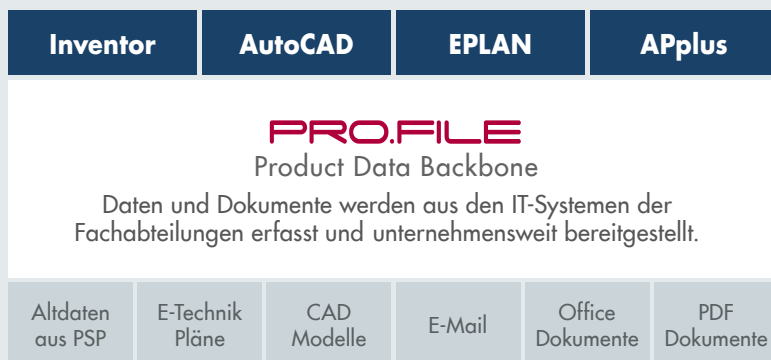 Inventor AutoCAD EPLAN APplus
PRO.FILE
Product Data Backbone
Daten und Dokumente werden aus den IT-Systemen der
Fachabteilungen erfasst und unternehmensweit bereitgestellt.
Altdaten
aus PSP
E-Technik
Pläne
CAD
Modelle
E-Mail
Office
Dokumente
PDF
Dokumente